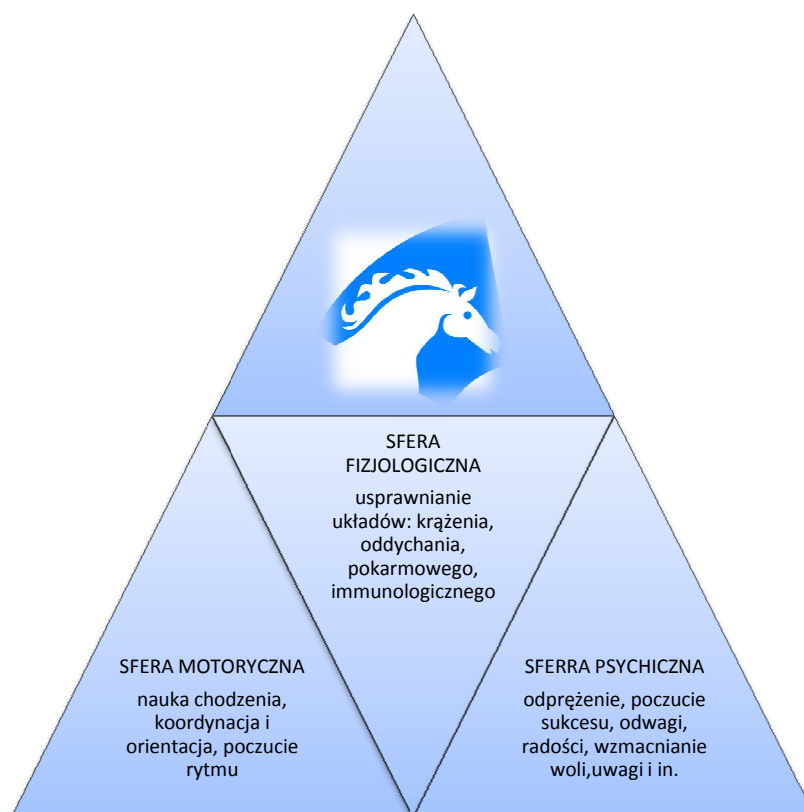 SFERA
FIZJOLOGICZNA
usprawnianie
układów: krążenia,
oddychania,
pokarmowego,
immunologicznego
SFERA MOTORYCZNA
nauka chodzenia,
koordynacja i
orientacja, poczucie
rytmu
SFERRA PSYCHICZNA
odprężenie, poczucie
sukcesu, odwagi,
radości, wzmacnianie
woli,uwagi i in.